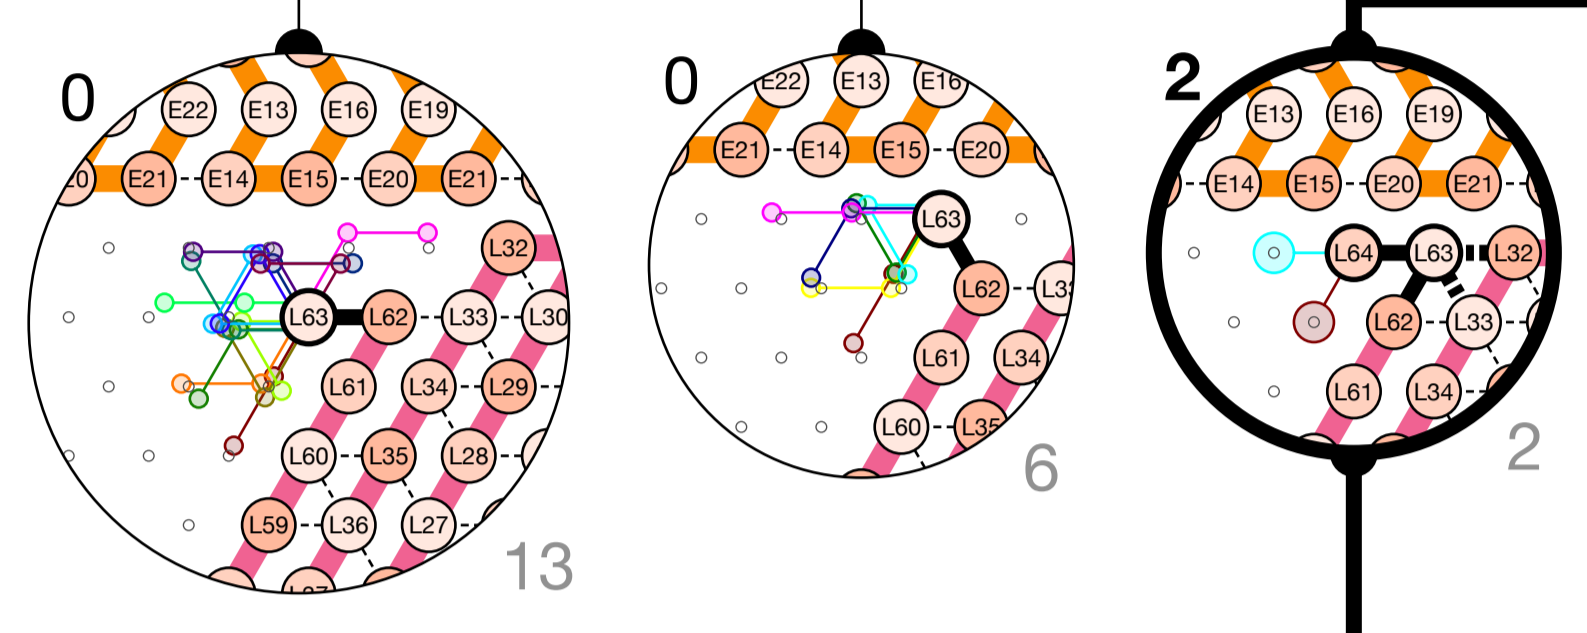 0
E22 E13 E16 E19
E21 E14 E15 E20 E21
L32
L63 L62 L33 L30
L61 L34 L29
L60 L35 L28
L59 L36 L27
13
0
E22 E13 E16
E21 E14 E15 E20
L63
L62
L61 L34
L60 L35
6
2
E13 E16 E19
E14 E15 E20 E21
L64 L63 L32
L62 L33
L61 L34
2